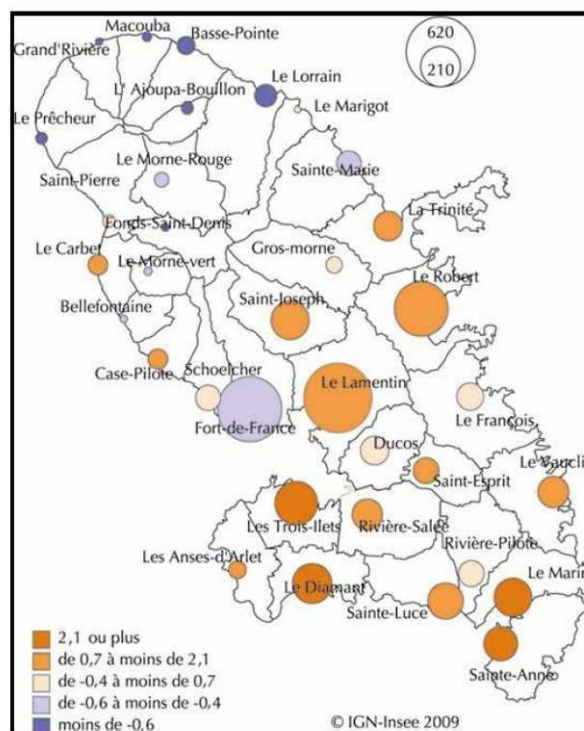 Macouba
Basse-Pointe
620
Grand'Rivière
210
Le Lorrain
L' Ajoupa-Bouillon
Le Marigot
Le Prêcheur
Le Morne-Rouge
Sainte-Marie
Saint-Pierre
La Trinité
Fonds-Saint-Denis
Le Carbet
Gros-morne
Le Morne-vert
Le Robert
Saint-Joseph
Bellefontaine
Case-Pilote
Schoelcher
Le Lamentin
Fort-de-France
Le François
Ducos
Le Vaucli
Saint-Esprit
Les Trois-Ilets
Rivière-Salée
Rivière-Pilote
Les Anses-d'Arlet
Le Diamant
Le Marin
Sainte-Luce
Sainte-Anne
2,1 ou plus
de 0,7 à moins de 2,1
de -0,4 à moins de 0,7
de -0,6 à moins de -0,4
moins de -0,6
© IGN-Insee 2009